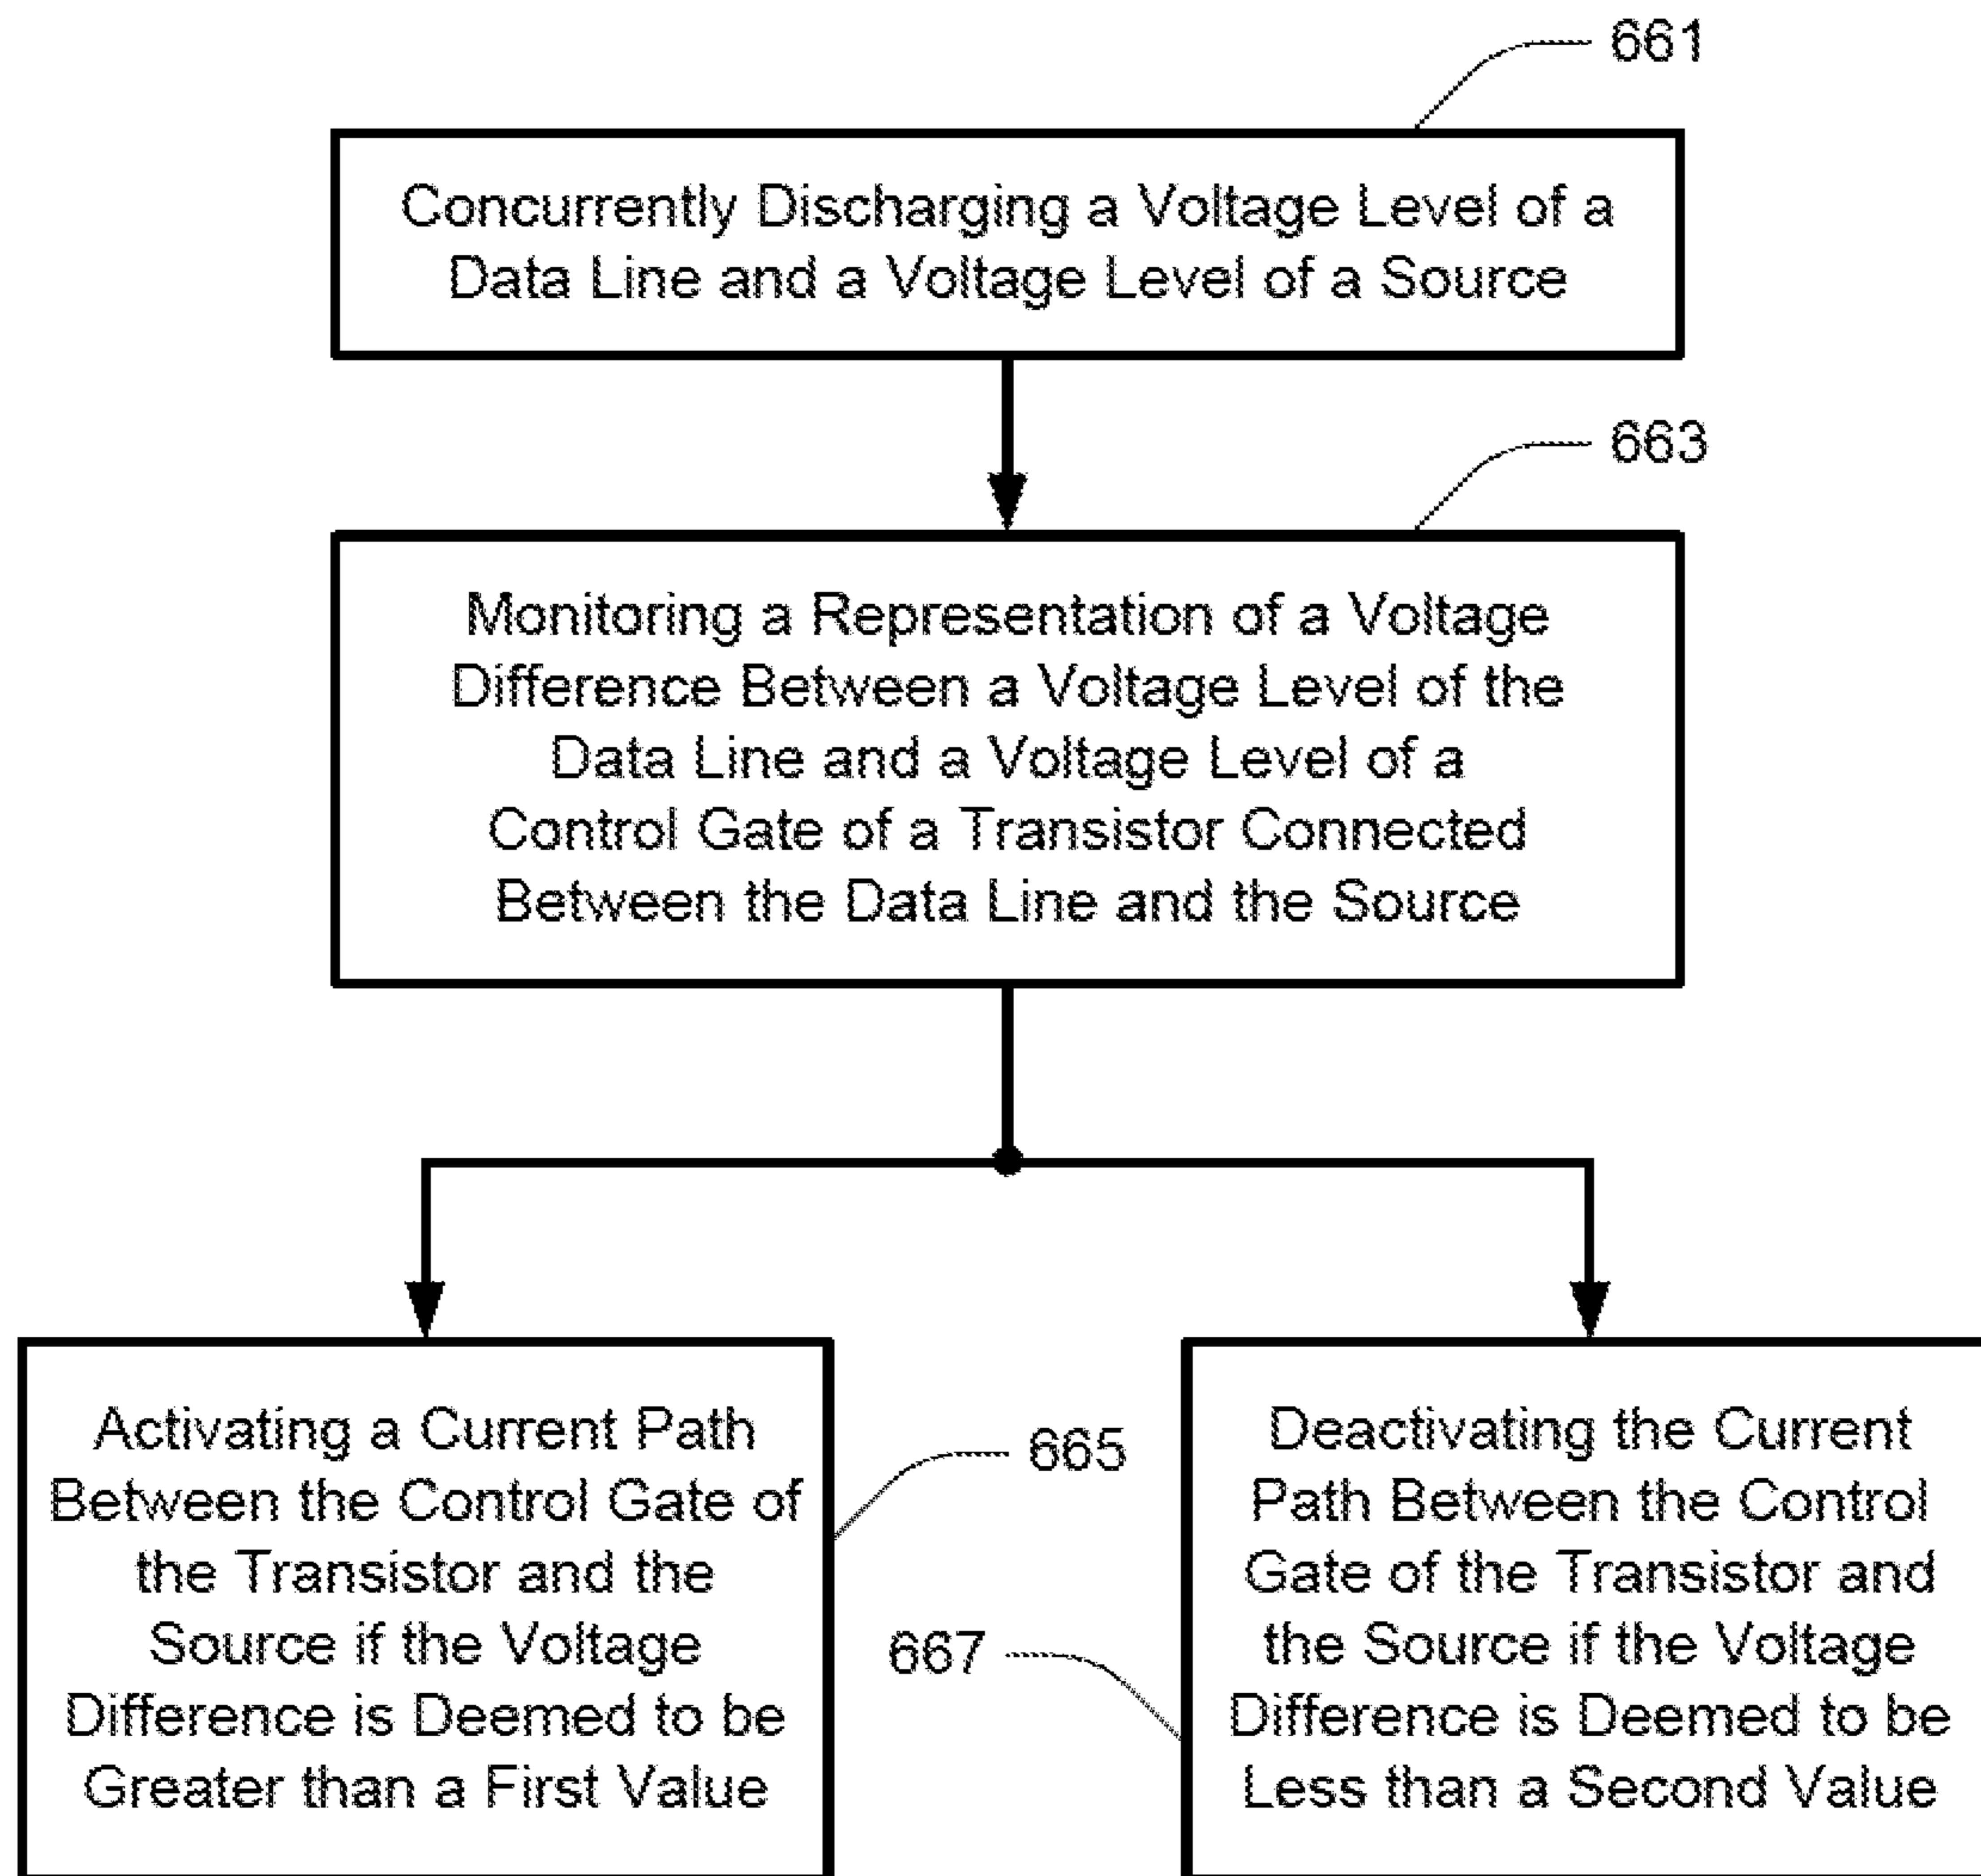 661
Concurrently Discharging a Voltage Level of a
Data Line and a Voltage Level of a Source
663
Monitoring a Representation of a Voltage
Difference Between a Voltage Level of the
Data Line and a Voltage Level of a
Control Gate of a Transistor Connected
Between the Data Line and the Source
Activating a Current Path
Between the Control Gate of
the Transistor and the
Source if the Voltage
Difference is Deemed to be
Greater than a First Value
665
667
Deactivating the Current
Path Between the Control
Gate of the Transistor and
the Source if the Voltage
Difference is Deemed to be
Less than a Second Value